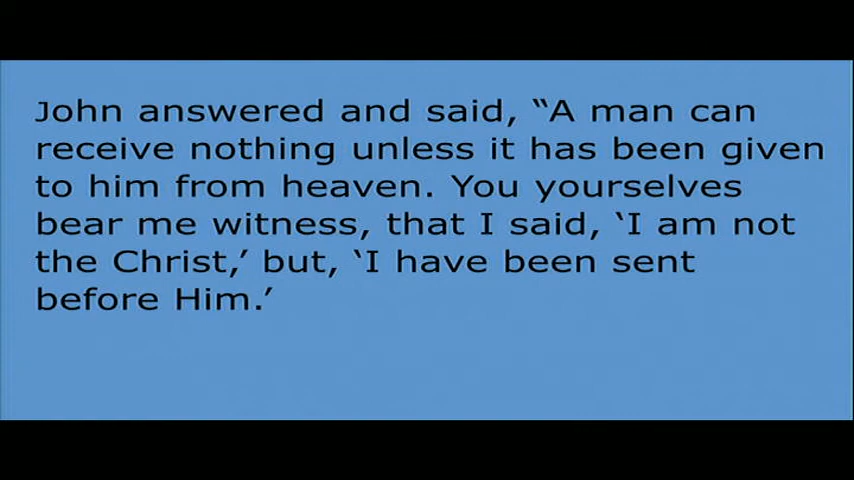 John answered and said, “A man can
receive nothing unless it has been given
to him from heaven. You yourselves
bear me witness, that I said, ‘I am not
the Christ,’ but, ‘I have been sent
before Him.’